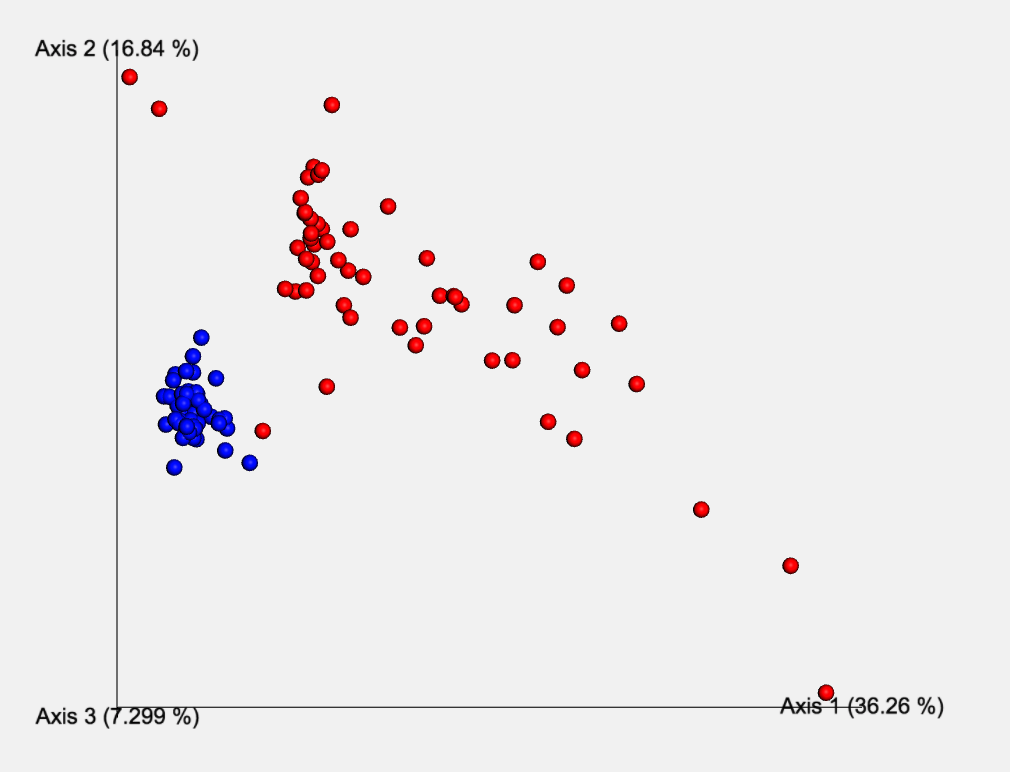 Axis 2 (16.84 %)
Axis 1 (36.26 %)
Axis 3 (7.299 %)